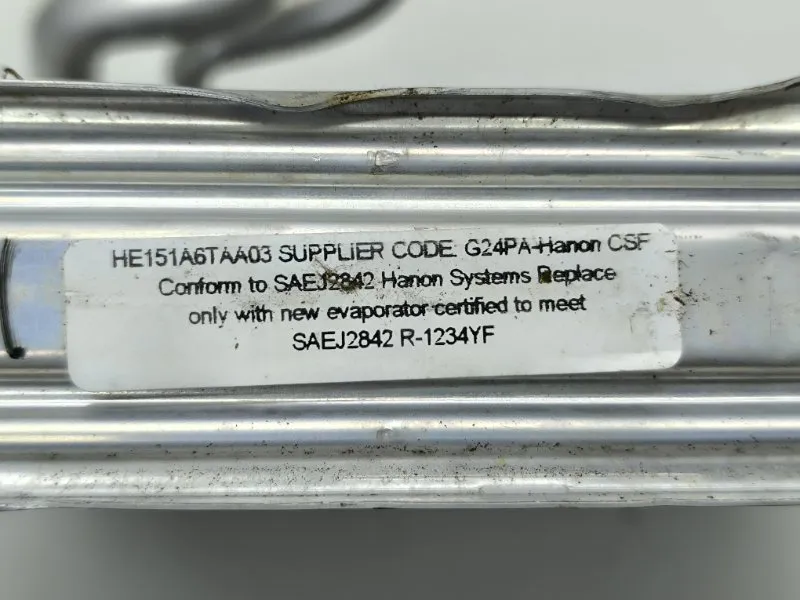 HE151A6TAA03 SUPPLIER CODE: G24PA-Hanon CSF
Conform to SAEJ2842 Hanon Systems Replace
only with new evaporator certified to meet
SAEJ2842 R-1234YF